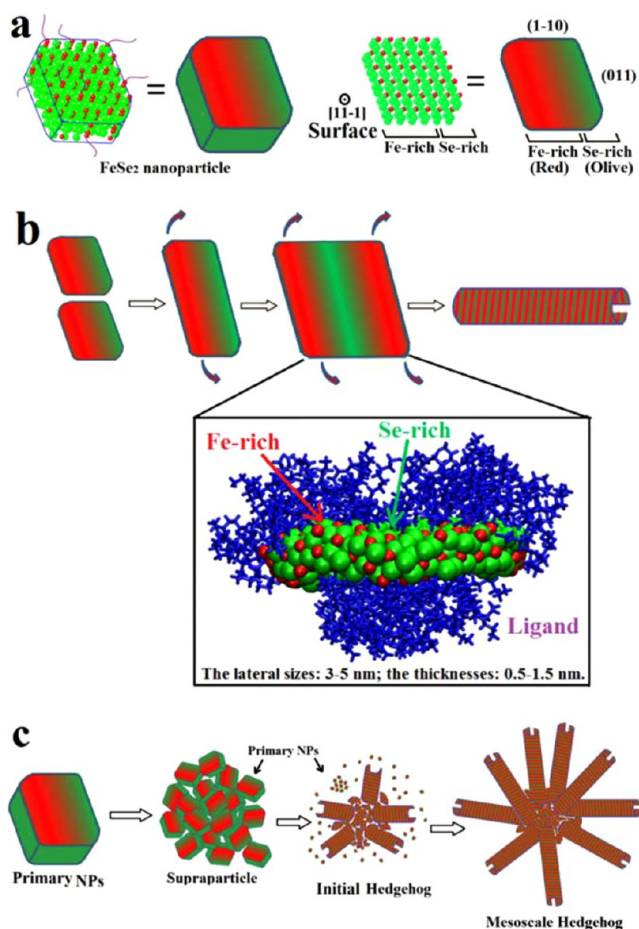 a
FeSe2 nanoparticle
[11-1]
Surface
Fe-rich Se-rich
(1-10)
(011)
Fe-rich Se-rich
(Red) (Olive)
b
Fe-rich
Se-rich
Ligand
The lateral sizes: 3-5 nm; the thicknesses: 0.5-1.5 nm.
c
Primary NPs
Primary NPs
Supraparticle
Initial Hedgehog
Mesoscale Hedgehog